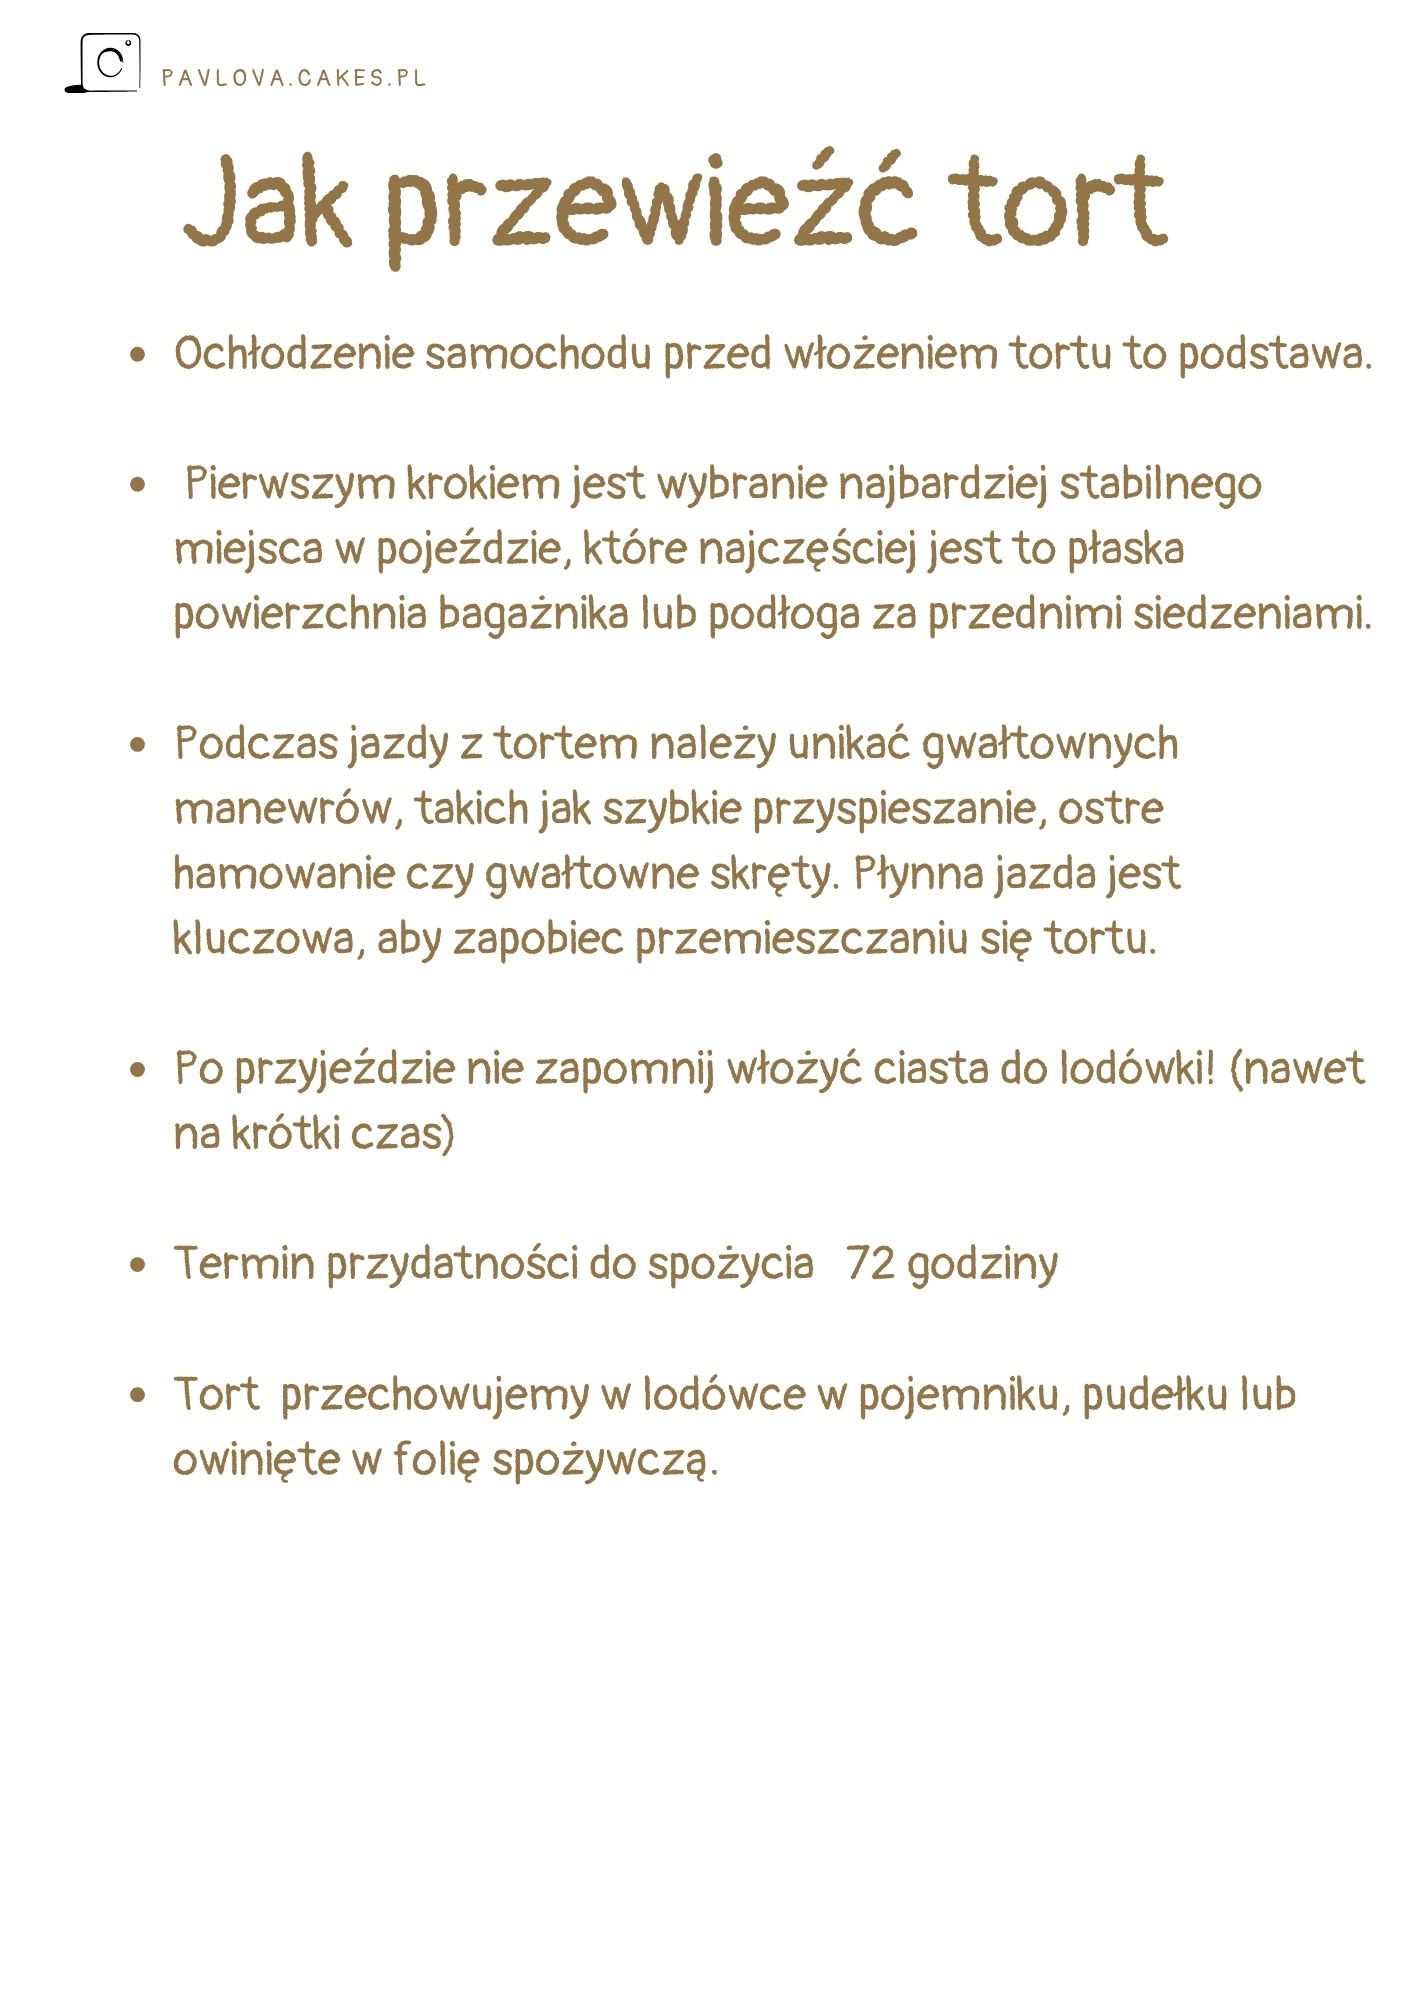 PAVLOVA.CAKES.PL
Jak przewieźć tort
• Ochłodzenie samochodu przed włożeniem tortu to podstawa.
• Pierwszym krokiem jest wybranie najbardziej stabilnego
miejsca w pojeździe, które najczęściej jest to płaska
powierzchnia bagażnika lub podłoga za przednimi siedzeniami.
• Podczas jazdy z tortem należy unikać gwałtownych
manewrów, takich jak szybkie przyspieszanie, ostre
hamowanie czy gwałtowne skręty. Płynna jazda jest
kluczowa, aby zapobiec przemieszczaniu się tortu.
• Po przyjeździe nie zapomnij włożyć ciasta do lodówki! (nawet
na krótki czas)
• Termin przydatności do spożycia 72 godziny
• Tort przechowujemy w lodówce w pojemniku, pudełku lub
owinięte w folię spożywczą.